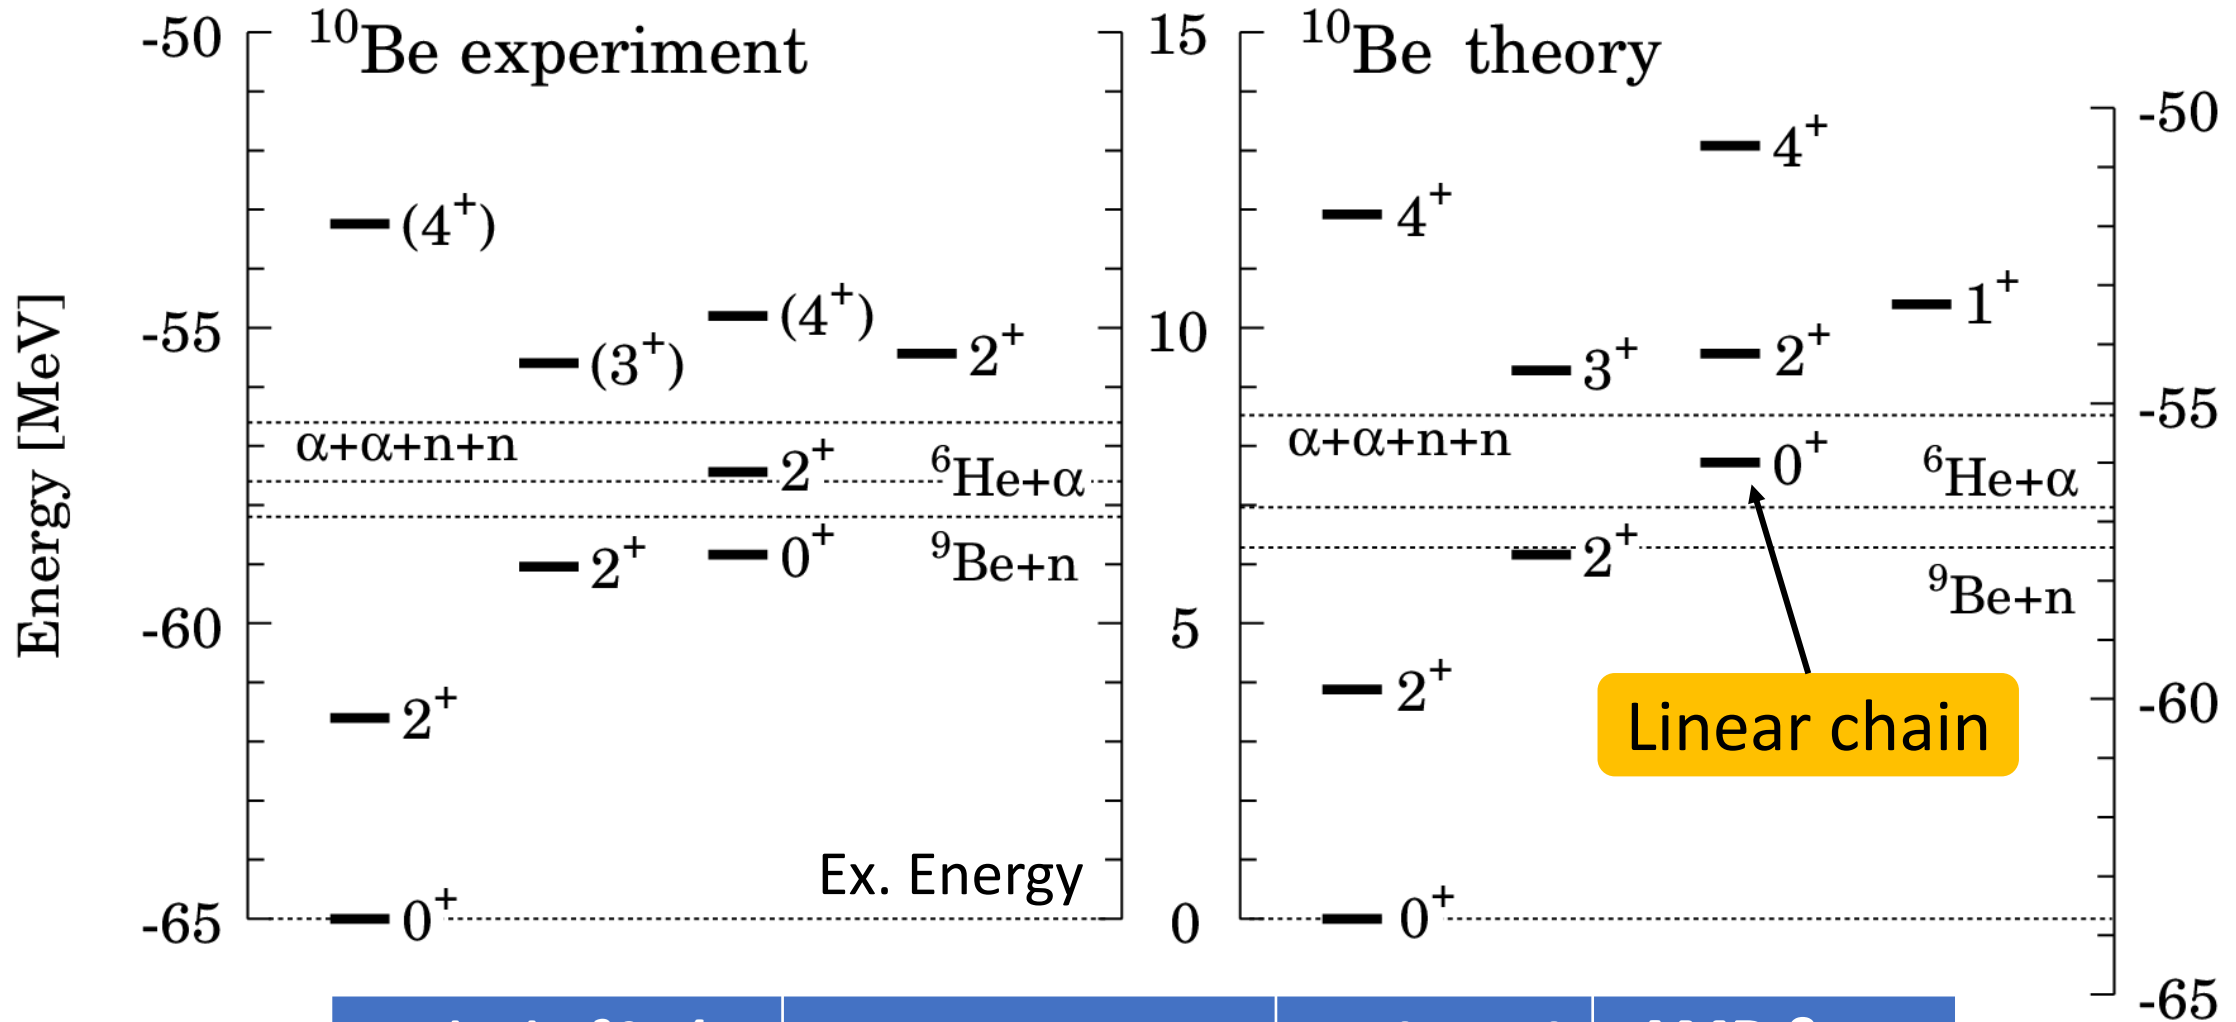 Energy [MeV]
-50
-55
-60
-65
¹⁰Be experiment
(4⁺)
(3⁺)
(4⁺)
2⁺
α+α+n+n
2⁺
⁶He+α
2⁺
0⁺
⁹Be+n
2⁺
Ex. Energy
0⁺
15
10
5
0
¹⁰Be theory
4⁺
4⁺
1⁺
3⁺
2⁺
α+α+n+n
0⁺
⁶He+α
2⁺
⁹Be+n
2⁺
Linear chain
0⁺
-50
-55
-60
-65